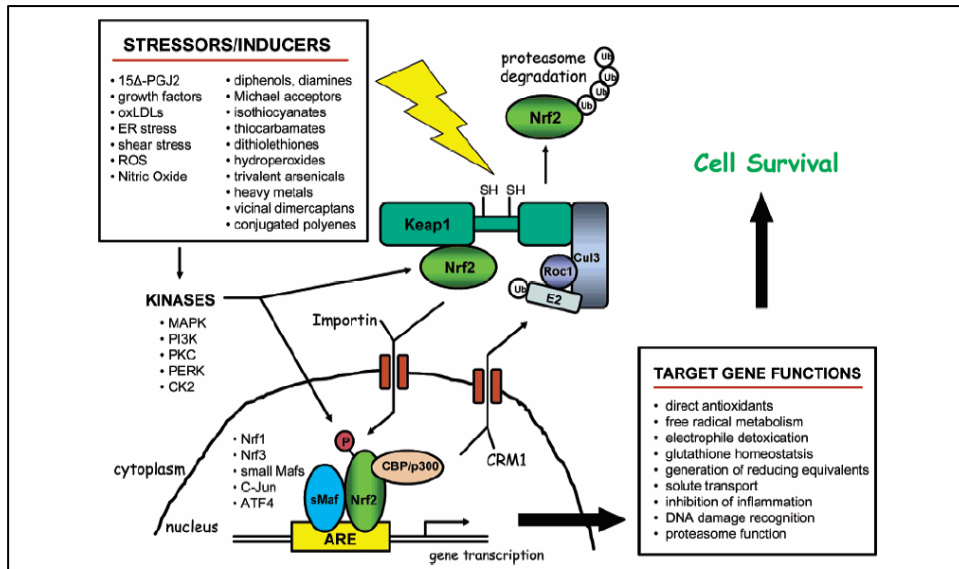 STRESSORS/INDUCERS
• 15Δ-PGJ2
• growth factors
• oxLDLs
• ER stress
• shear stress
• ROS
• Nitric Oxide
• diphenols, diamines
• Michael acceptors
• isothiocyanates
• thiocarbamates
• dithiolethiones
• hydroperoxides
• trivalent arsenicals
• heavy metals
• vicinal dimercaptans
• conjugated polyenes
proteasome
degradation
Ub
Ub
Ub
Ub
Nrf2
Cell Survival
SH
SH
Keap1
Nrf2
Cul3
Roc1
Ub
E2
KINASES
• MAPK
• PI3K
• PKC
• PERK
• CK2
Importin
CRM1
cytoplasm
nucleus
• Nrf1
• Nrf3
• small Mafs
• C-Jun
• ATF4
P
CBP/p300
sMaf
Nrf2
ARE
gene transcription
TARGET GENE FUNCTIONS
• direct antioxidants
• free radical metabolism
• electrophile detoxication
• glutathione homeostatsis
• generation of reducing equivalents
• solute transport
• inhibition of inflammation
• DNA damage recognition
• proteasome function